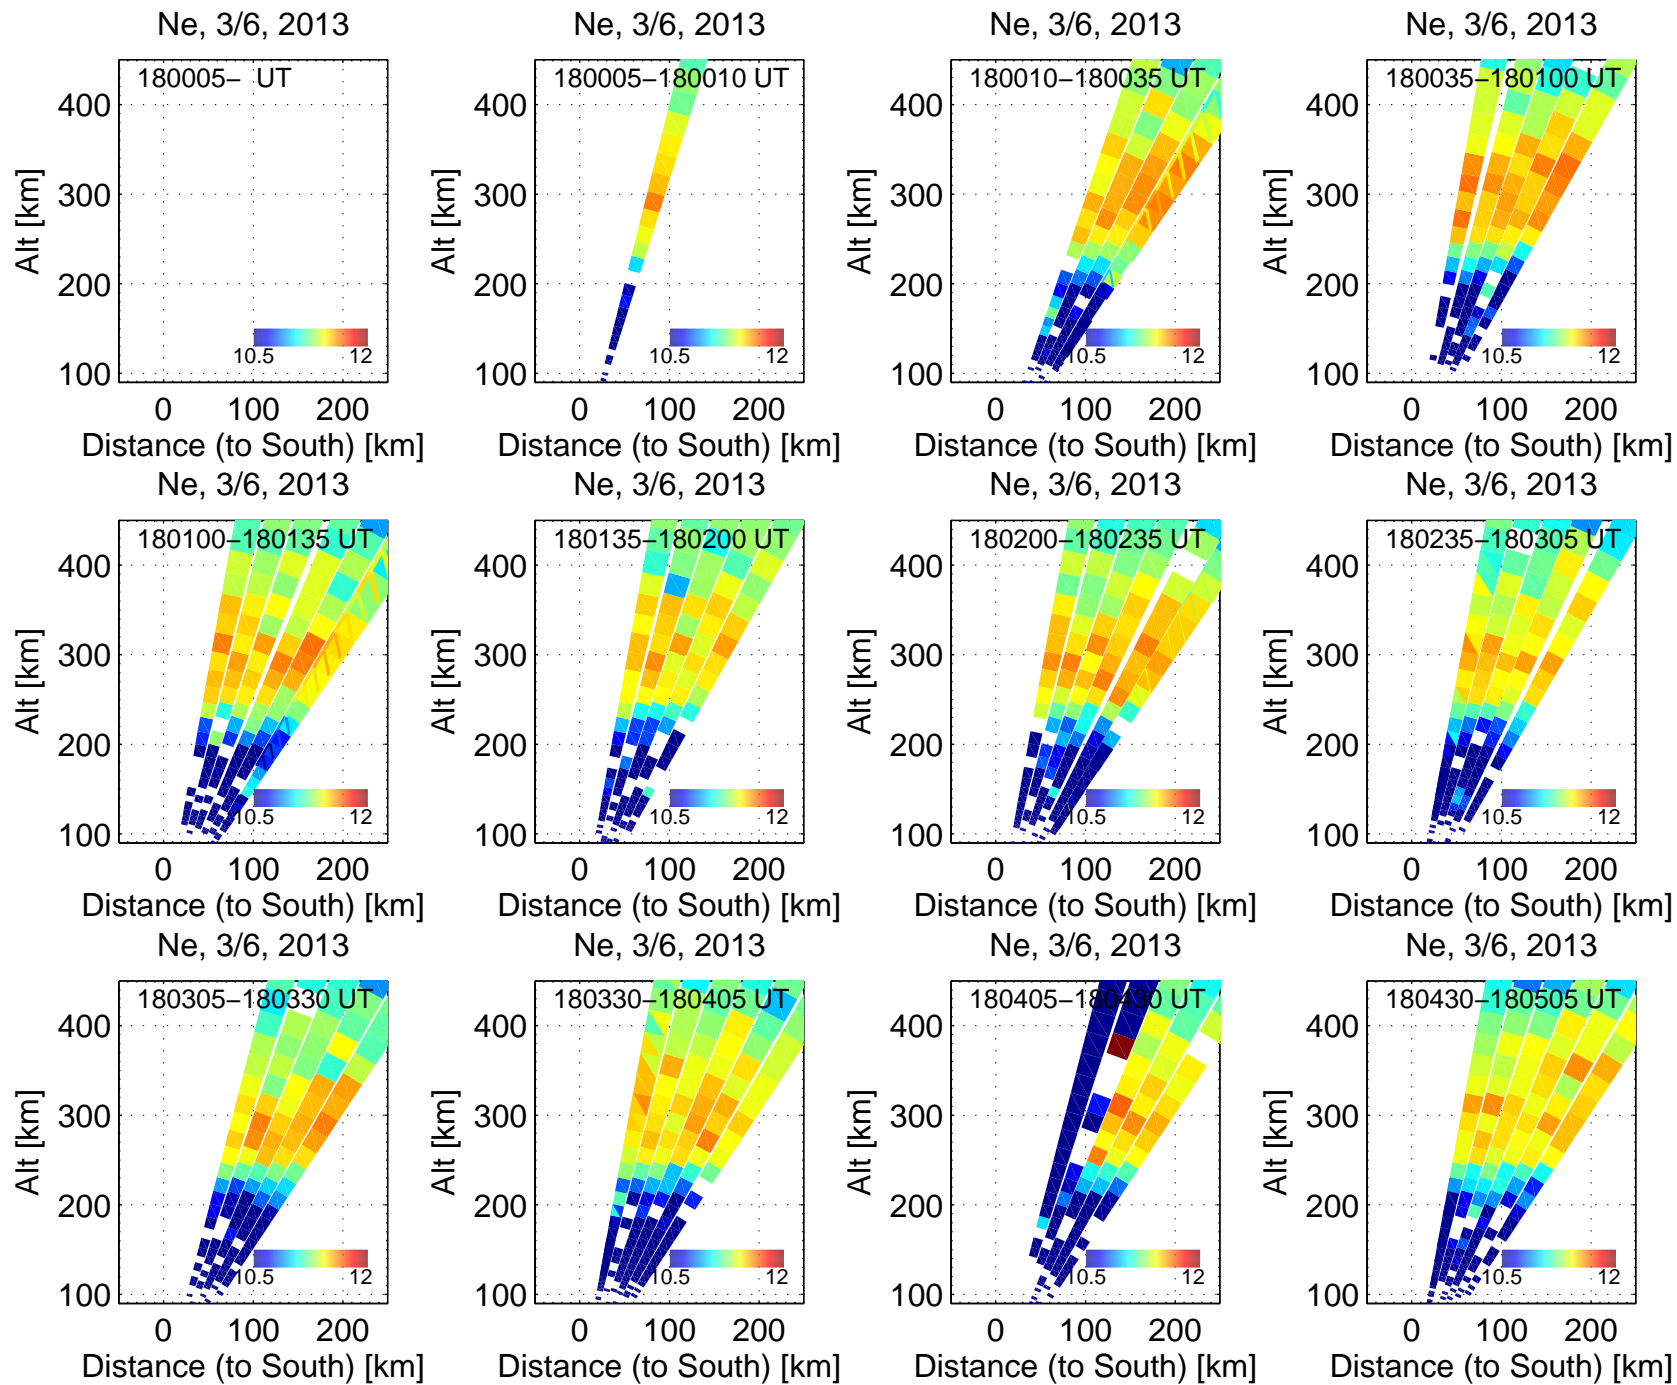 Ne, 3/6, 2013
Ne, 3/6, 2013
Ne, 3/6, 2013
Ne, 3/6, 2013
180005−  UT
180005−180010 UT
180010−180035 UT
180035−180100 UT
400 400 400 400
300 300 300 300
200 200 200 200
100 100 100 100
Alt [km] Alt [km] Alt [km] Alt [km]
10.5 12 10.5 12 10.5 12 10.5 12
0 100 200 0 100 200 0 100 200 0 100 200
Distance (to South) [km]
Distance (to South) [km]
Distance (to South) [km]
Distance (to South) [km]
Ne, 3/6, 2013
Ne, 3/6, 2013
Ne, 3/6, 2013
Ne, 3/6, 2013
180100−180135 UT
180135−180200 UT
180200−180235 UT
180235−180305 UT
400 400 400 400
300 300 300 300
200 200 200 200
100 100 100 100
Alt [km] Alt [km] Alt [km] Alt [km]
10.5 12 10.5 12 10.5 12 10.5 12
0 100 200 0 100 200 0 100 200 0 100 200
Distance (to South) [km]
Distance (to South) [km]
Distance (to South) [km]
Distance (to South) [km]
Ne, 3/6, 2013
Ne, 3/6, 2013
Ne, 3/6, 2013
Ne, 3/6, 2013
180305−180330 UT
180330−180405 UT
180405−180430 UT
180430−180505 UT
400 400 400 400
300 300 300 300
200 200 200 200
100 100 100 100
Alt [km] Alt [km] Alt [km] Alt [km]
10.5 12 10.5 12 10.5 12 10.5 12
0 100 200 0 100 200 0 100 200 0 100 200
Distance (to South) [km]
Distance (to South) [km]
Distance (to South) [km]
Distance (to South) [km]